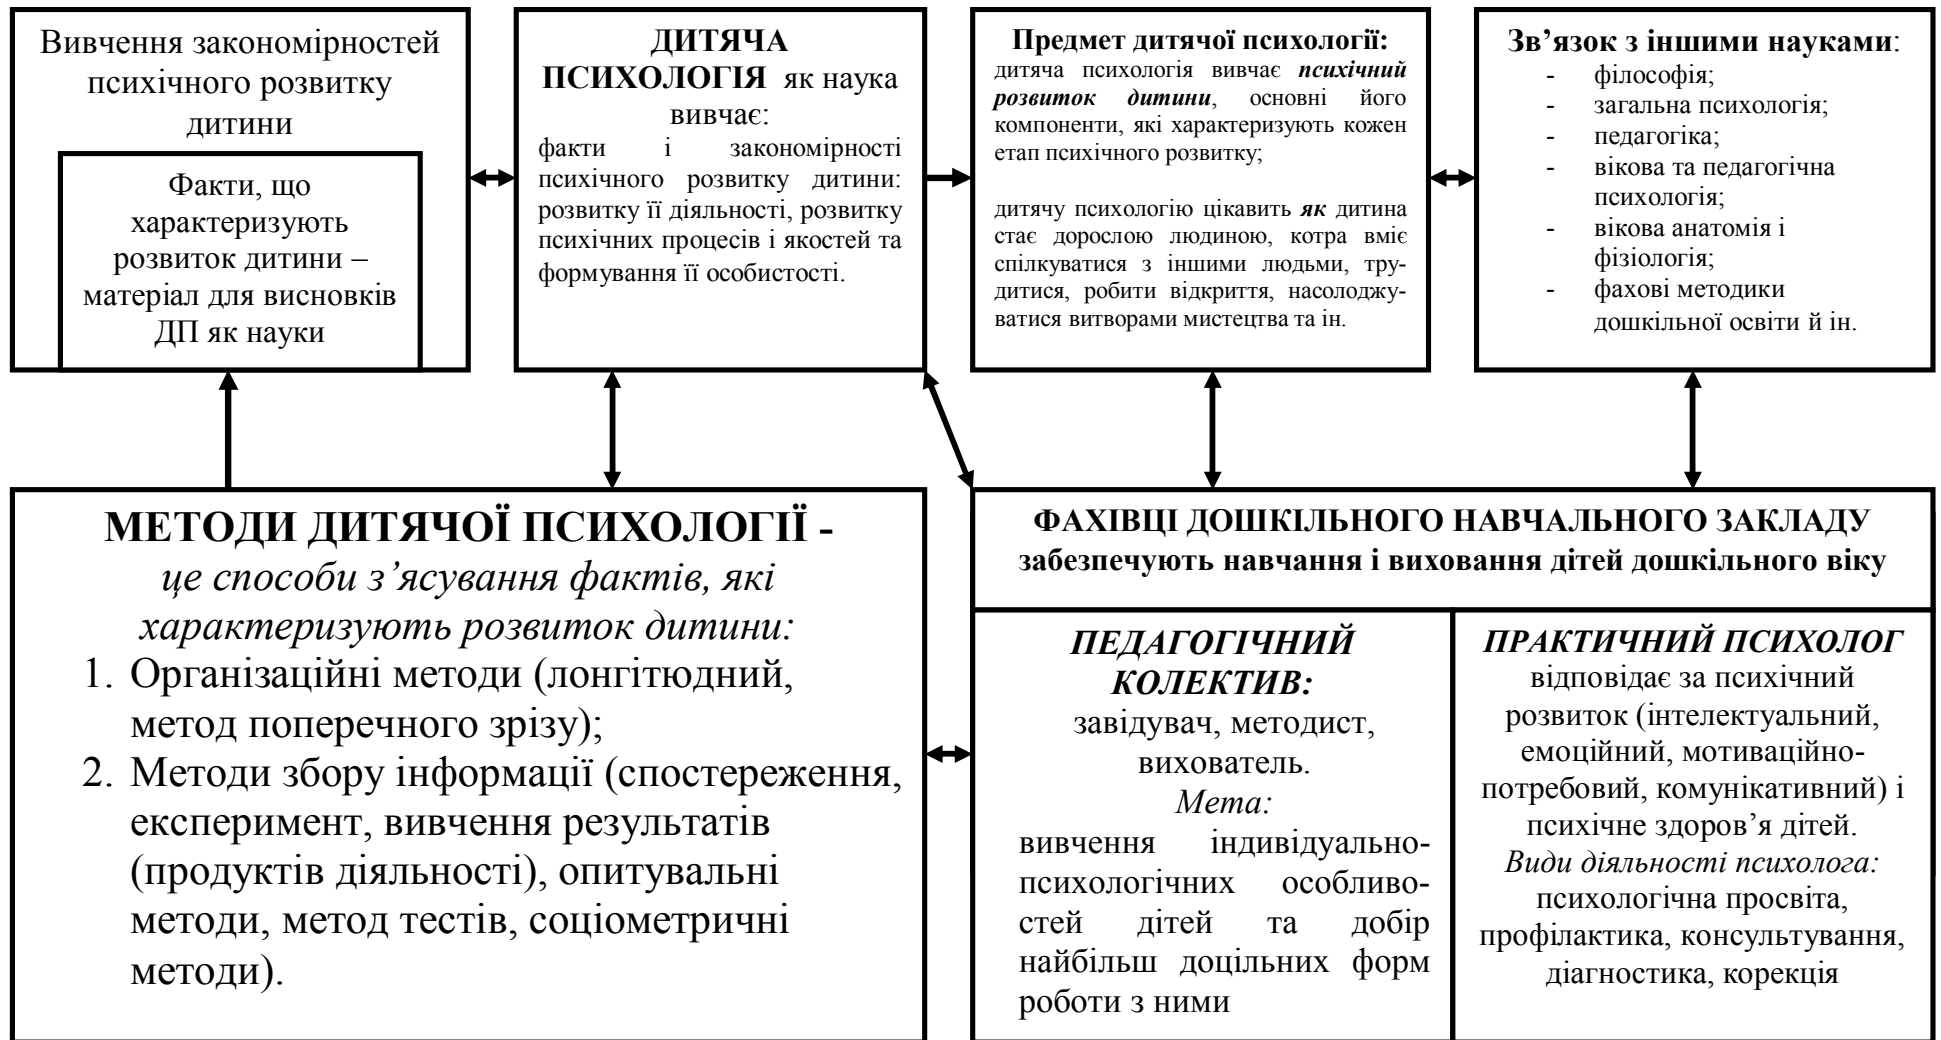 Вивчення закономірностей
психічного розвитку
дитини
Факти, що
характеризують
розвиток дитини –
матеріал для висновків
ДП як науки
ДИТЯЧА
ПСИХОЛОГІЯ як наука
вивчає:
факти і закономірності
психічного розвитку дитини:
розвитку її діяльності, розвитку
психічних процесів і якостей та
формування її особистості.
Предмет дитячої психології:
дитяча психологія вивчає психічний
розвиток дитини, основні його
компоненти, які характеризують кожен
етап психічного розвитку;
дитячу психологію цікавить як дитина
стає дорослою людиною, котра вміє
спілкуватися з іншими людьми, тру-
дитися, робити відкриття, насолоджу-
ватися витворами мистецтва та ін.
Зв’язок з іншими науками:
- філософія;
- загальна психологія;
- педагогіка;
- вікова та педагогічна
психологія;
- вікова анатомія і
фізіологія;
- фахові методики
дошкільної освіти й ін.
МЕТОДИ ДИТЯЧОЇ ПСИХОЛОГІЇ -
це способи з’ясування фактів, які
характеризують розвиток дитини:
1. Організаційні методи (лонгітюдний,
метод поперечного зрізу);
2. Методи збору інформації (спостереження,
експеримент, вивчення результатів
(продуктів діяльності), опитувальні
методи, метод тестів, соціометричні
методи).
ФАХІВЦІ ДОШКІЛЬНОГО НАВЧАЛЬНОГО ЗАКЛАДУ
забезпечують навчання і виховання дітей дошкільного віку
ПЕДАГОГІЧНИЙ
КОЛЕКТИВ:
завідувач, методист,
вихователь.
Мета:
вивчення індивідуально-
психологічних особливо-
стей дітей та добір
найбільш доцільних форм
роботи з ними
ПРАКТИЧНИЙ ПСИХОЛОГ
відповідає за психічний
розвиток (інтелектуальний,
емоційний, мотиваційно-
потребовий, комунікативний) і
психічне здоров’я дітей.
Види діяльності психолога:
психологічна просвіта,
профілактика, консультування,
діагностика, корекція